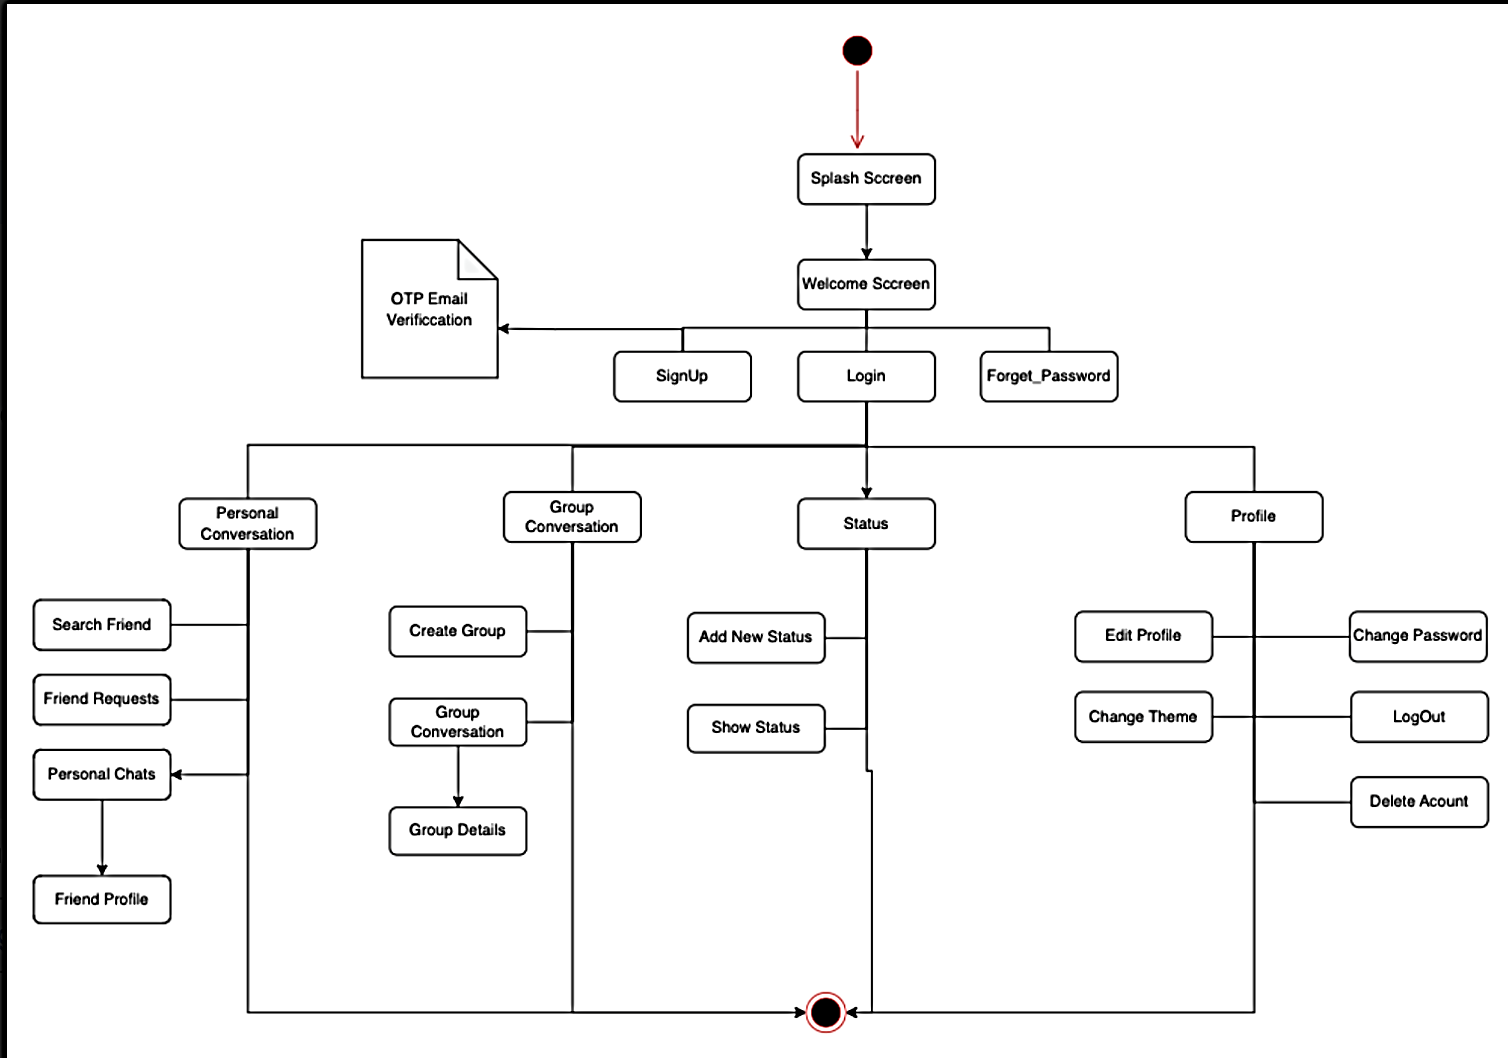 Splash Sccreen
Welcome Sccreen
OTP Email
Verificcation
SignUp
Login
Forget_Password
Personal
Conversation
Group
Conversation
Status
Profile
Search Friend
Friend Requests
Personal Chats
Friend Profile
Create Group
Group
Conversation
Group Details
Add New Status
Show Status
Edit Profile
Change Password
Change Theme
LogOut
Delete Acount